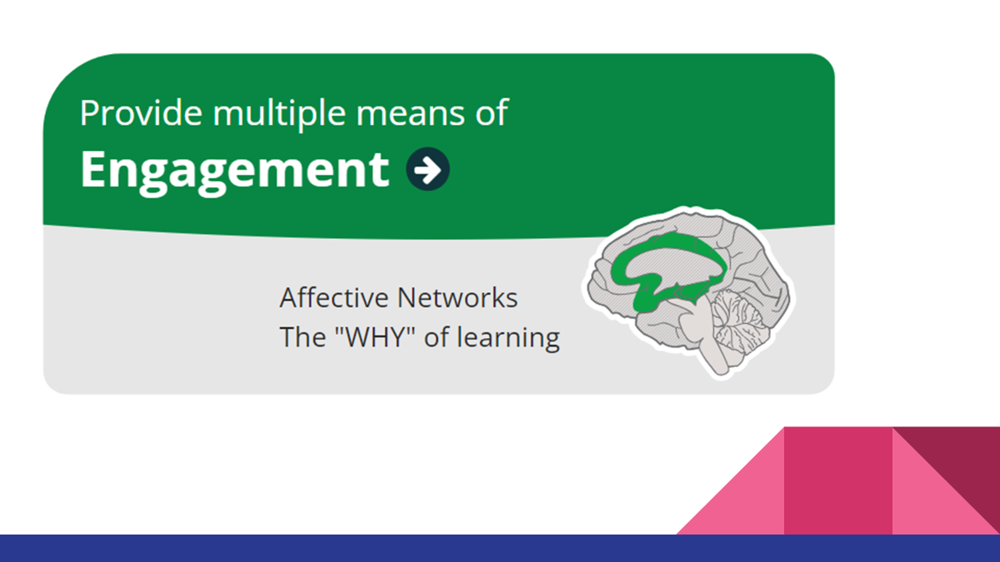 Provide multiple means of
Engagement
Affective Networks
The "WHY" of learning